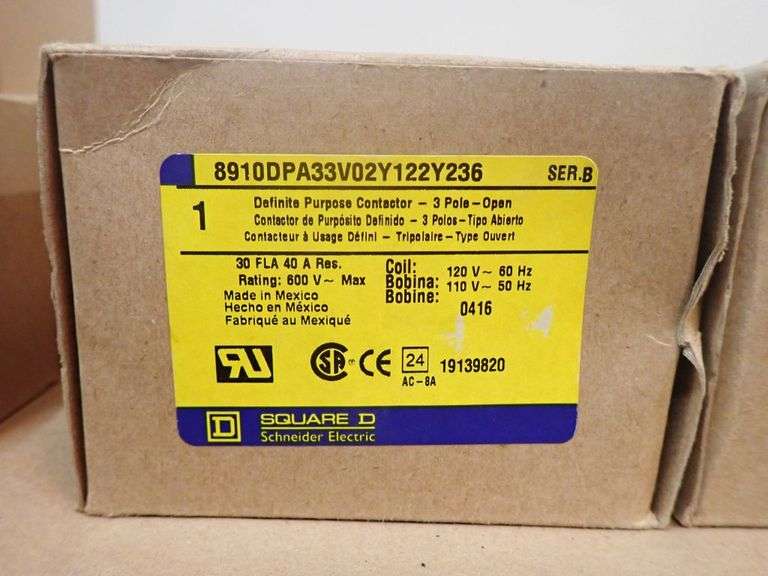 8910DPA33V02Y122Y236 SER.B
1
Definite Purpose Contactor – 3 Pole–Open
Contactor de Purpósito Definido – 3 Polos–Tipo Abierto
Contacteur à Usage Défini – Tripolaire–Type Ouvert
30 FLA 40 A Res.
Rating: 600 V~ Max
Made in Mexico
Hecho en México
Fabriqué au Mexiqué
Coil: 120 V~ 60 Hz
Bobina: 110 V~ 50 Hz
Bobine: 0416
RU SA CE 24 19139820
AC–8A
D SQUARE D
Schneider Electric